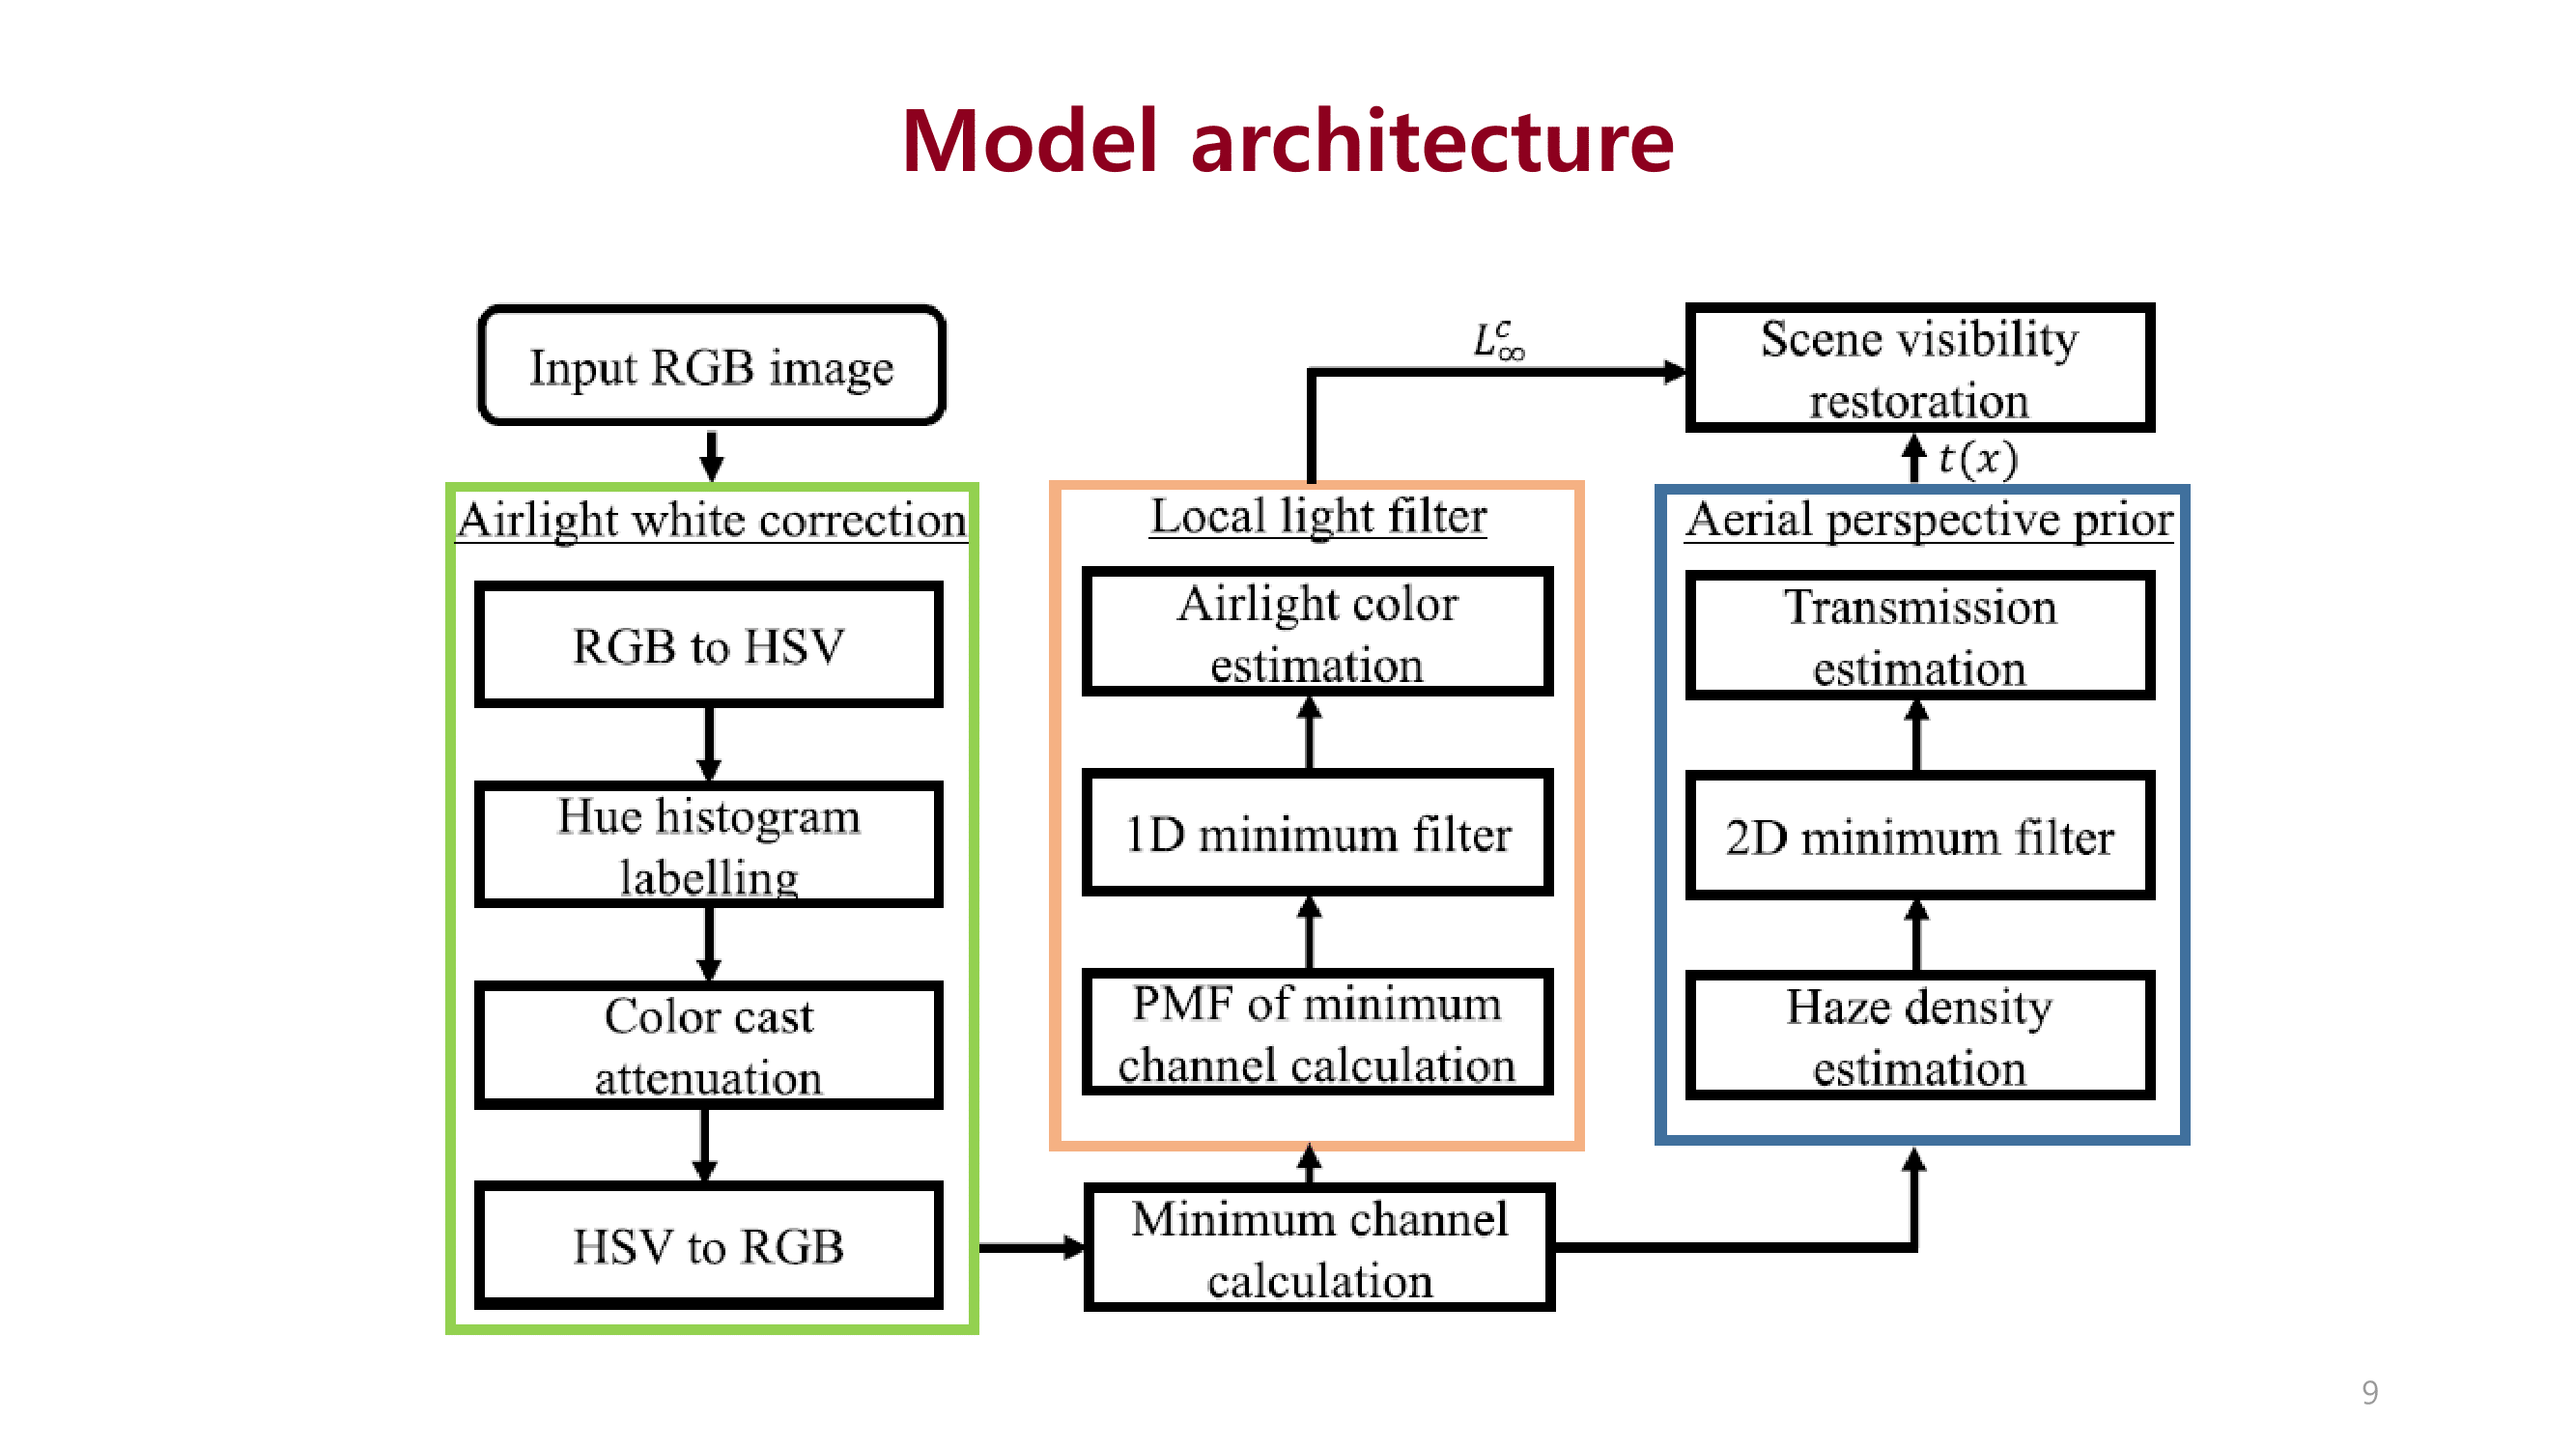 Model architecture
Input RGB image
Airlight white correction
RGB to HSV
Hue histogram
labelling
Color cast
attenuation
HSV to RGB
Minimum channel
calculation
Local light filter
PMF of minimum
channel calculation
1D minimum filter
Airlight color
estimation
L^c_∞
Aerial perspective prior
Haze density
estimation
2D minimum filter
Transmission
estimation
t(x)
Scene visibility
restoration
9